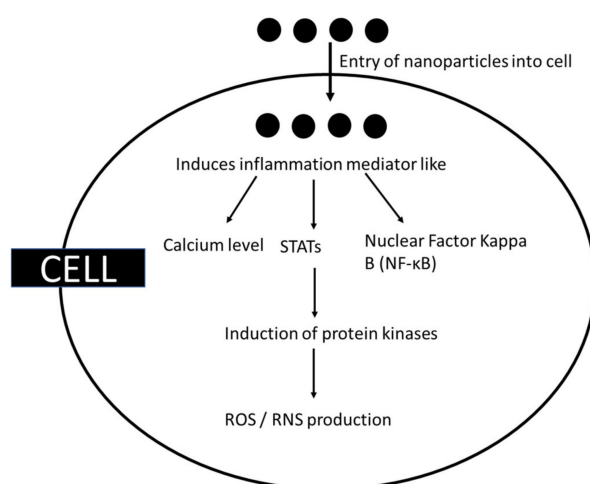 Entry of nanoparticles into cell
Induces inflammation mediator like
Calcium level
STATs
Nuclear Factor Kappa
B (NF-κB)
CELL
Induction of protein kinases
ROS / RNS production